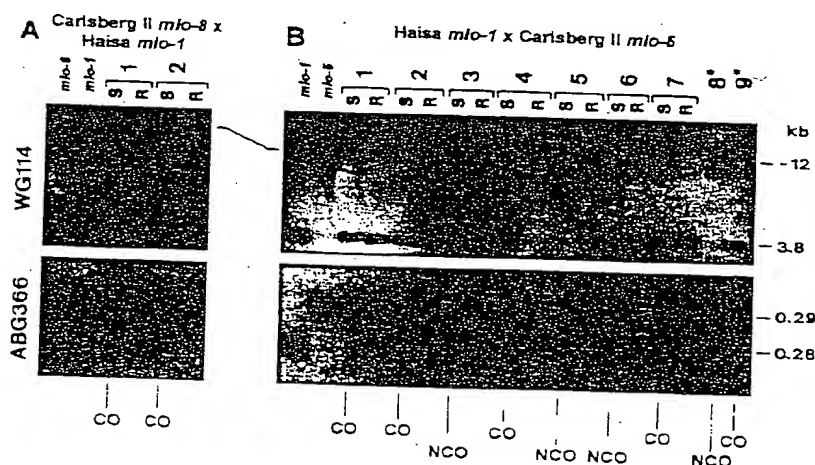 A
Carlsberg II mlo-8 x
Haisa mlo-1
mlo-8 mlo-1 1 2
S R S R
B
Haisa mlo-1 x Carlsberg II mlo-5
mlo-1 mlo-5 1 2 3 4 5 6 7 8* 9*
S R S R S R S R S R S R S R
WG114
kb
-12
3.8
ABG366
0.29
0.28
CO CO
CO CO NCO CO NCO NCO CO NCO CO